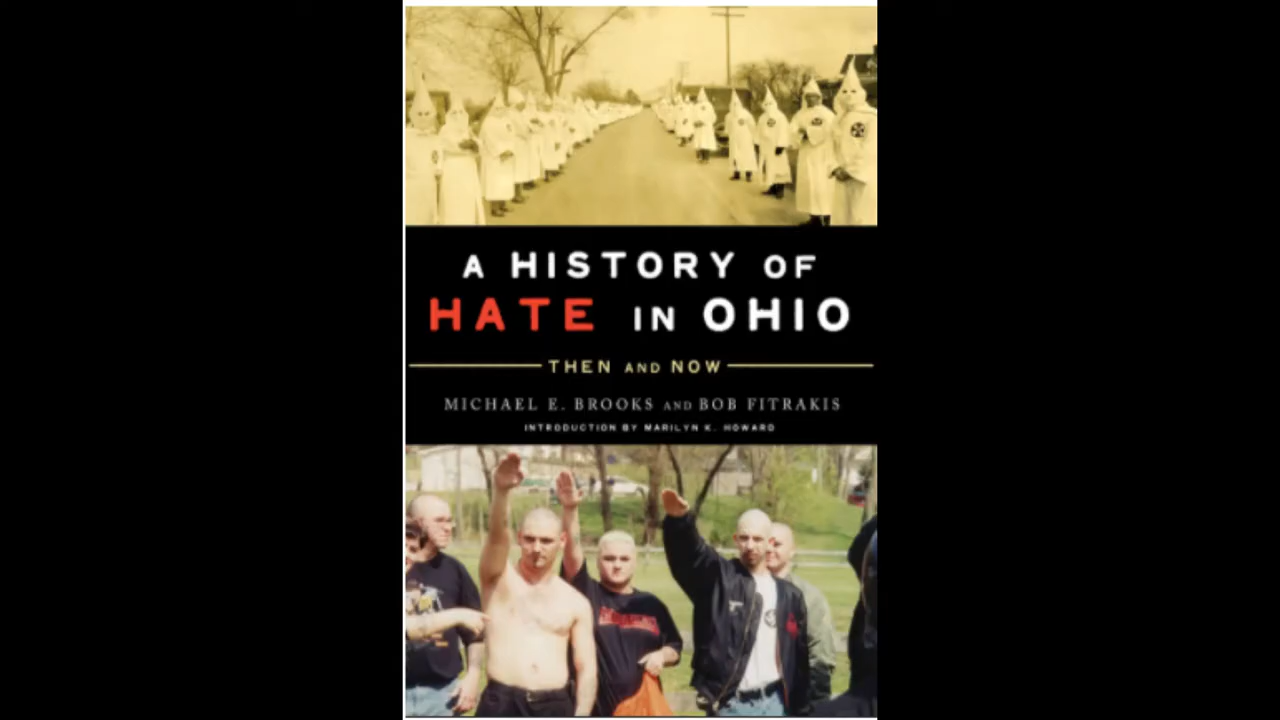 A HISTORY OF
HATE IN OHIO
THEN AND NOW
MICHAEL E. BROOKS AND BOB FITRAKIS
INTRODUCTION BY MARILYN K. HOWARD